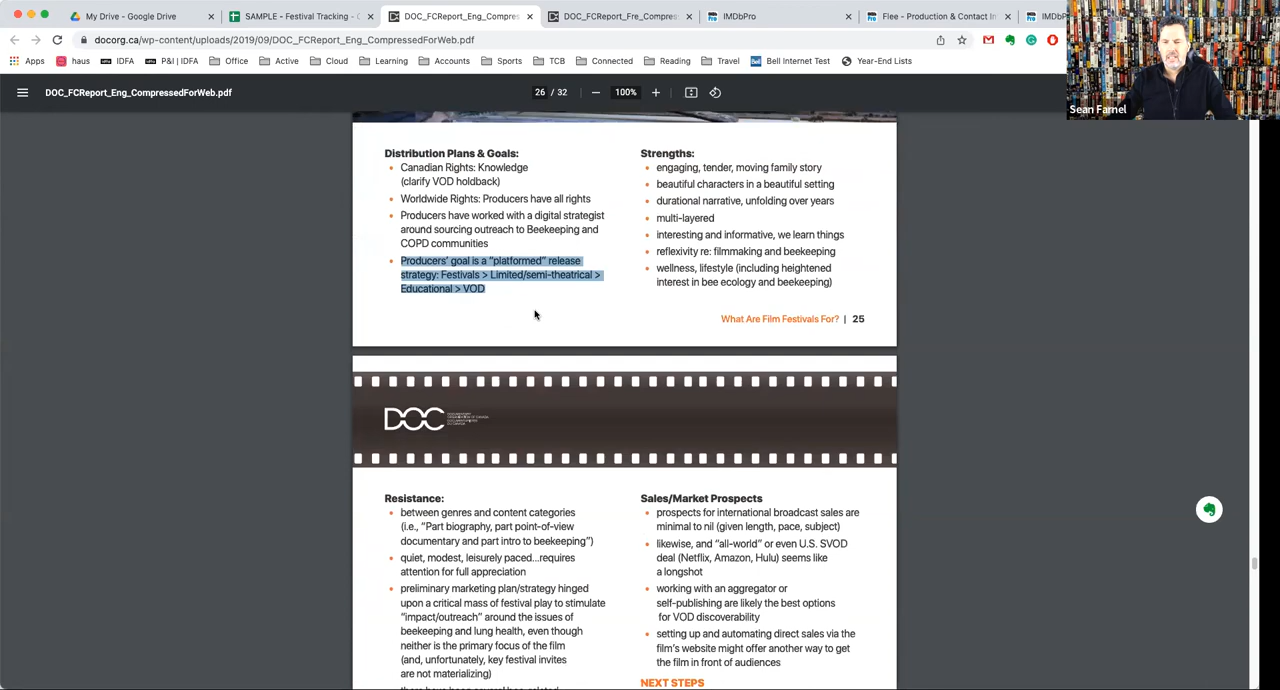 My Drive - Google Drive
SAMPLE - Festival Tracking -
DOC_FCReport_Eng_Compres
DOC_FCReport_Fre_Compres
IMDbPro
Flee - Production & Contact In
IMDbP
docorg.ca/wp-content/uploads/2019/09/DOC_FCReport_Eng_CompressedForWeb.pdf
Apps
haus
IDFA
P&I | IDFA
Office
Active
Cloud
Learning
Accounts
Sports
TCB
Connected
Reading
Travel
Bell Internet Test
Year-End Lists
DOC_FCReport_Eng_CompressedForWeb.pdf
26 / 32
100%
Sean Farnel
Distribution Plans & Goals:
• Canadian Rights: Knowledge
(clarify VOD holdback)
• Worldwide Rights: Producers have all rights
• Producers have worked with a digital strategist
around sourcing outreach to Beekeeping and
COPD communities
• Producers' goal is a "platformed" release
strategy: Festivals > Limited/semi-theatrical >
Educational > VOD
Strengths:
• engaging, tender, moving family story
• beautiful characters in a beautiful setting
• durational narrative, unfolding over years
• multi-layered
• interesting and informative, we learn things
• reflexivity re: filmmaking and beekeeping
• wellness, lifestyle (including heightened
interest in bee ecology and beekeeping)
What Are Film Festivals For? | 25
DOC
Resistance:
• between genres and content categories
(i.e., "Part biography, part point-of-view
documentary and part intro to beekeeping")
• quiet, modest, leisurely paced...requires
attention for full appreciation
• preliminary marketing plan/strategy hinged
upon a critical mass of festival play to stimulate
"impact/outreach" around the issues of
beekeeping and lung health, even though
neither is the primary focus of the film
(and, unfortunately, key festival invites
are not materializing)
Sales/Market Prospects
• prospects for international broadcast sales are
minimal to nil (given length, pace, subject)
• likewise, and "all-world" or even U.S. SVOD
deal (Netflix, Amazon, Hulu) seems like
a longshot
• working with an aggregator or
self-publishing are likely the best options
for VOD discoverability
• setting up and automating direct sales via the
film's website might offer another way to get
the film in front of audiences
NEXT STEPS